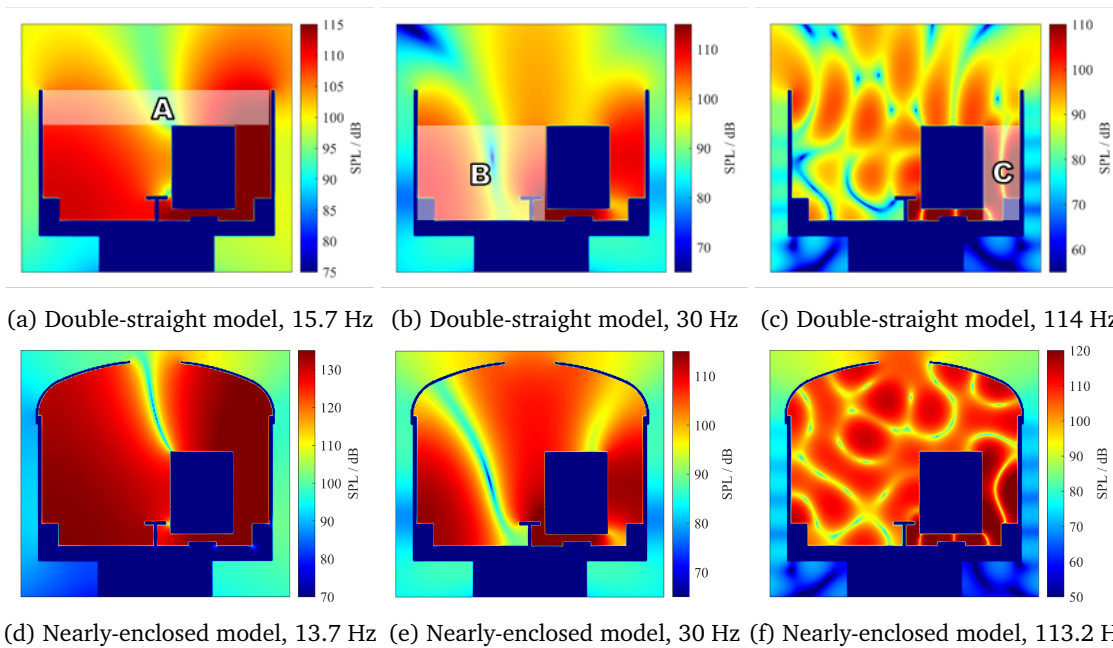 115
110
105
100
95
90
85
80
75
SPL / dB
A
110
100
90
80
70
SPL / dB
B
110
100
90
80
70
60
SPL / dB
C
(a) Double-straight model, 15.7 Hz
(b) Double-straight model, 30 Hz
(c) Double-straight model, 114 Hz
130
120
110
100
90
80
70
SPL / dB
110
100
90
80
70
SPL / dB
120
110
100
90
80
70
60
50
SPL / dB
(d) Nearly-enclosed model, 13.7 Hz
(e) Nearly-enclosed model, 30 Hz
(f) Nearly-enclosed model, 113.2 H